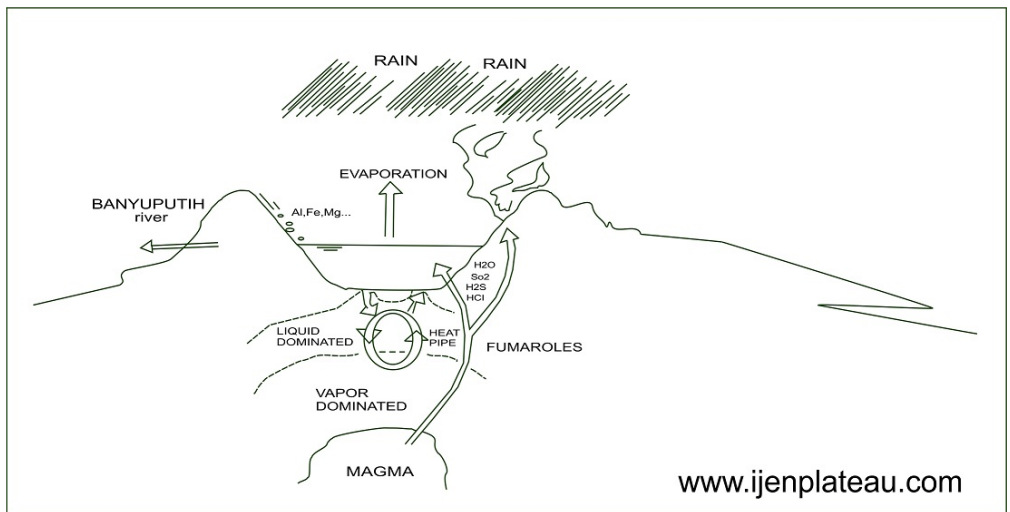 RAIN
RAIN
EVAPORATION
BANYUPUTIH
river
Al,Fe,Mg...
H2O
So2
H2S
HCl
LIQUID
DOMINATED
HEAT
PIPE
FUMAROLES
VAPOR
DOMINATED
MAGMA
www.ijenplateau.com